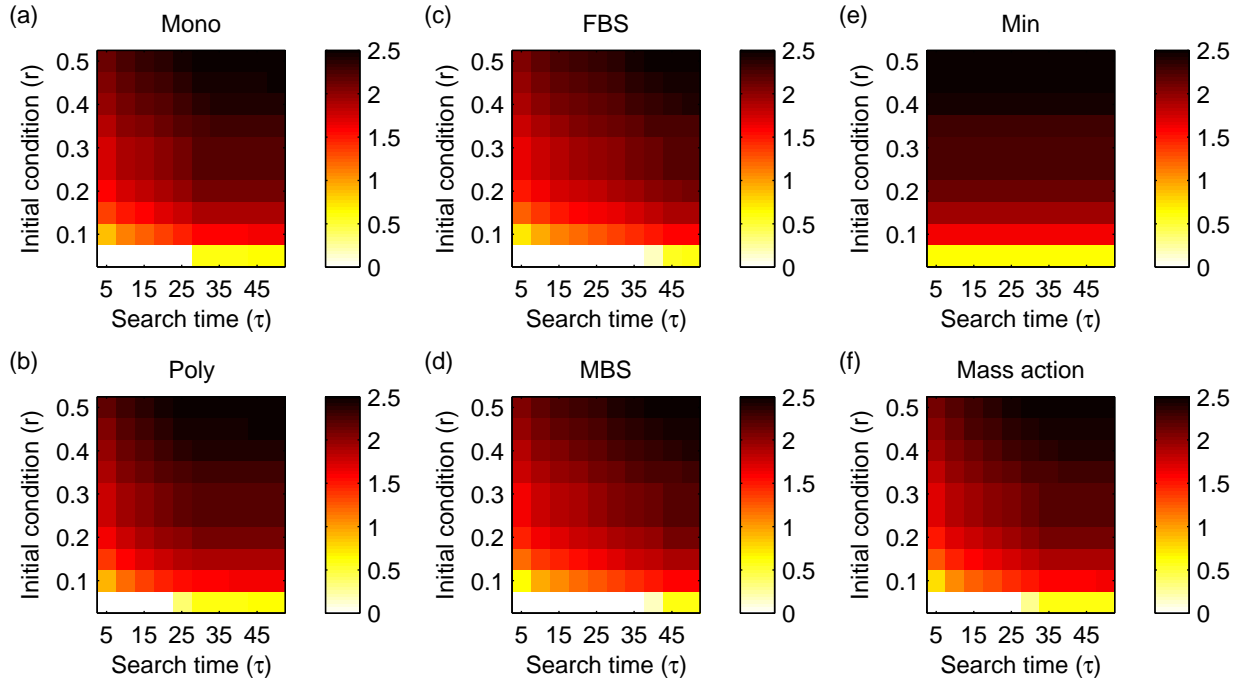 (a)
Mono
Initial condition (r)
0.5
0.4
0.3
0.2
0.1
5 15 25 35 45
Search time (τ)
2.5
2
1.5
1
0.5
0
(c)
FBS
Initial condition (r)
0.5
0.4
0.3
0.2
0.1
5 15 25 35 45
Search time (τ)
2.5
2
1.5
1
0.5
0
(e)
Min
Initial condition (r)
0.5
0.4
0.3
0.2
0.1
5 15 25 35 45
Search time (τ)
2.5
2
1.5
1
0.5
0
(b)
Poly
Initial condition (r)
0.5
0.4
0.3
0.2
0.1
5 15 25 35 45
Search time (τ)
2.5
2
1.5
1
0.5
0
(d)
MBS
Initial condition (r)
0.5
0.4
0.3
0.2
0.1
5 15 25 35 45
Search time (τ)
2.5
2
1.5
1
0.5
0
(f)
Mass action
Initial condition (r)
0.5
0.4
0.3
0.2
0.1
5 15 25 35 45
Search time (τ)
2.5
2
1.5
1
0.5
0